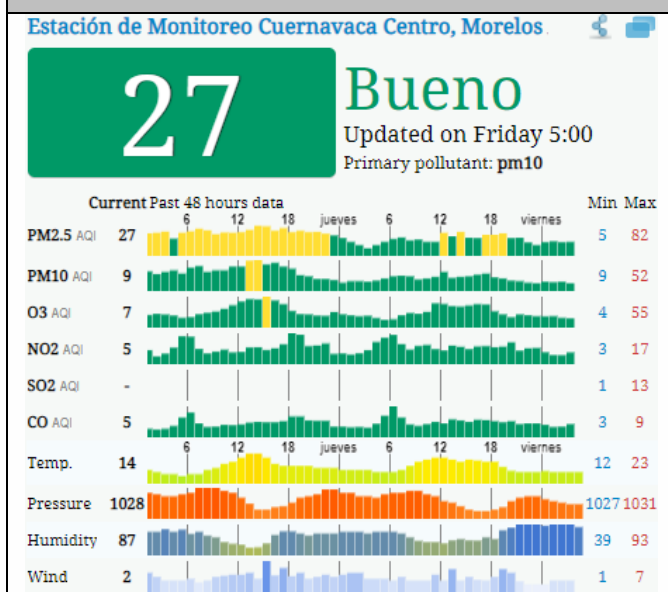 Estación de Monitoreo Cuernavaca Centro, Morelos
27
Bueno
Updated on Friday 5:00
Primary pollutant: pm10
Current Past 48 hours data Min Max
6 12 18 jueves 6 12 18 viernes
PM2.5 AQI 27 5 82
PM10 AQI 9 9 52
O3 AQI 7 4 55
NO2 AQI 5 3 17
SO2 AQI - 1 13
CO AQI 5 3 9
6 12 18 jueves 6 12 18 viernes
Temp. 14 12 23
Pressure 1028 1027 1031
Humidity 87 39 93
Wind 2 1 7